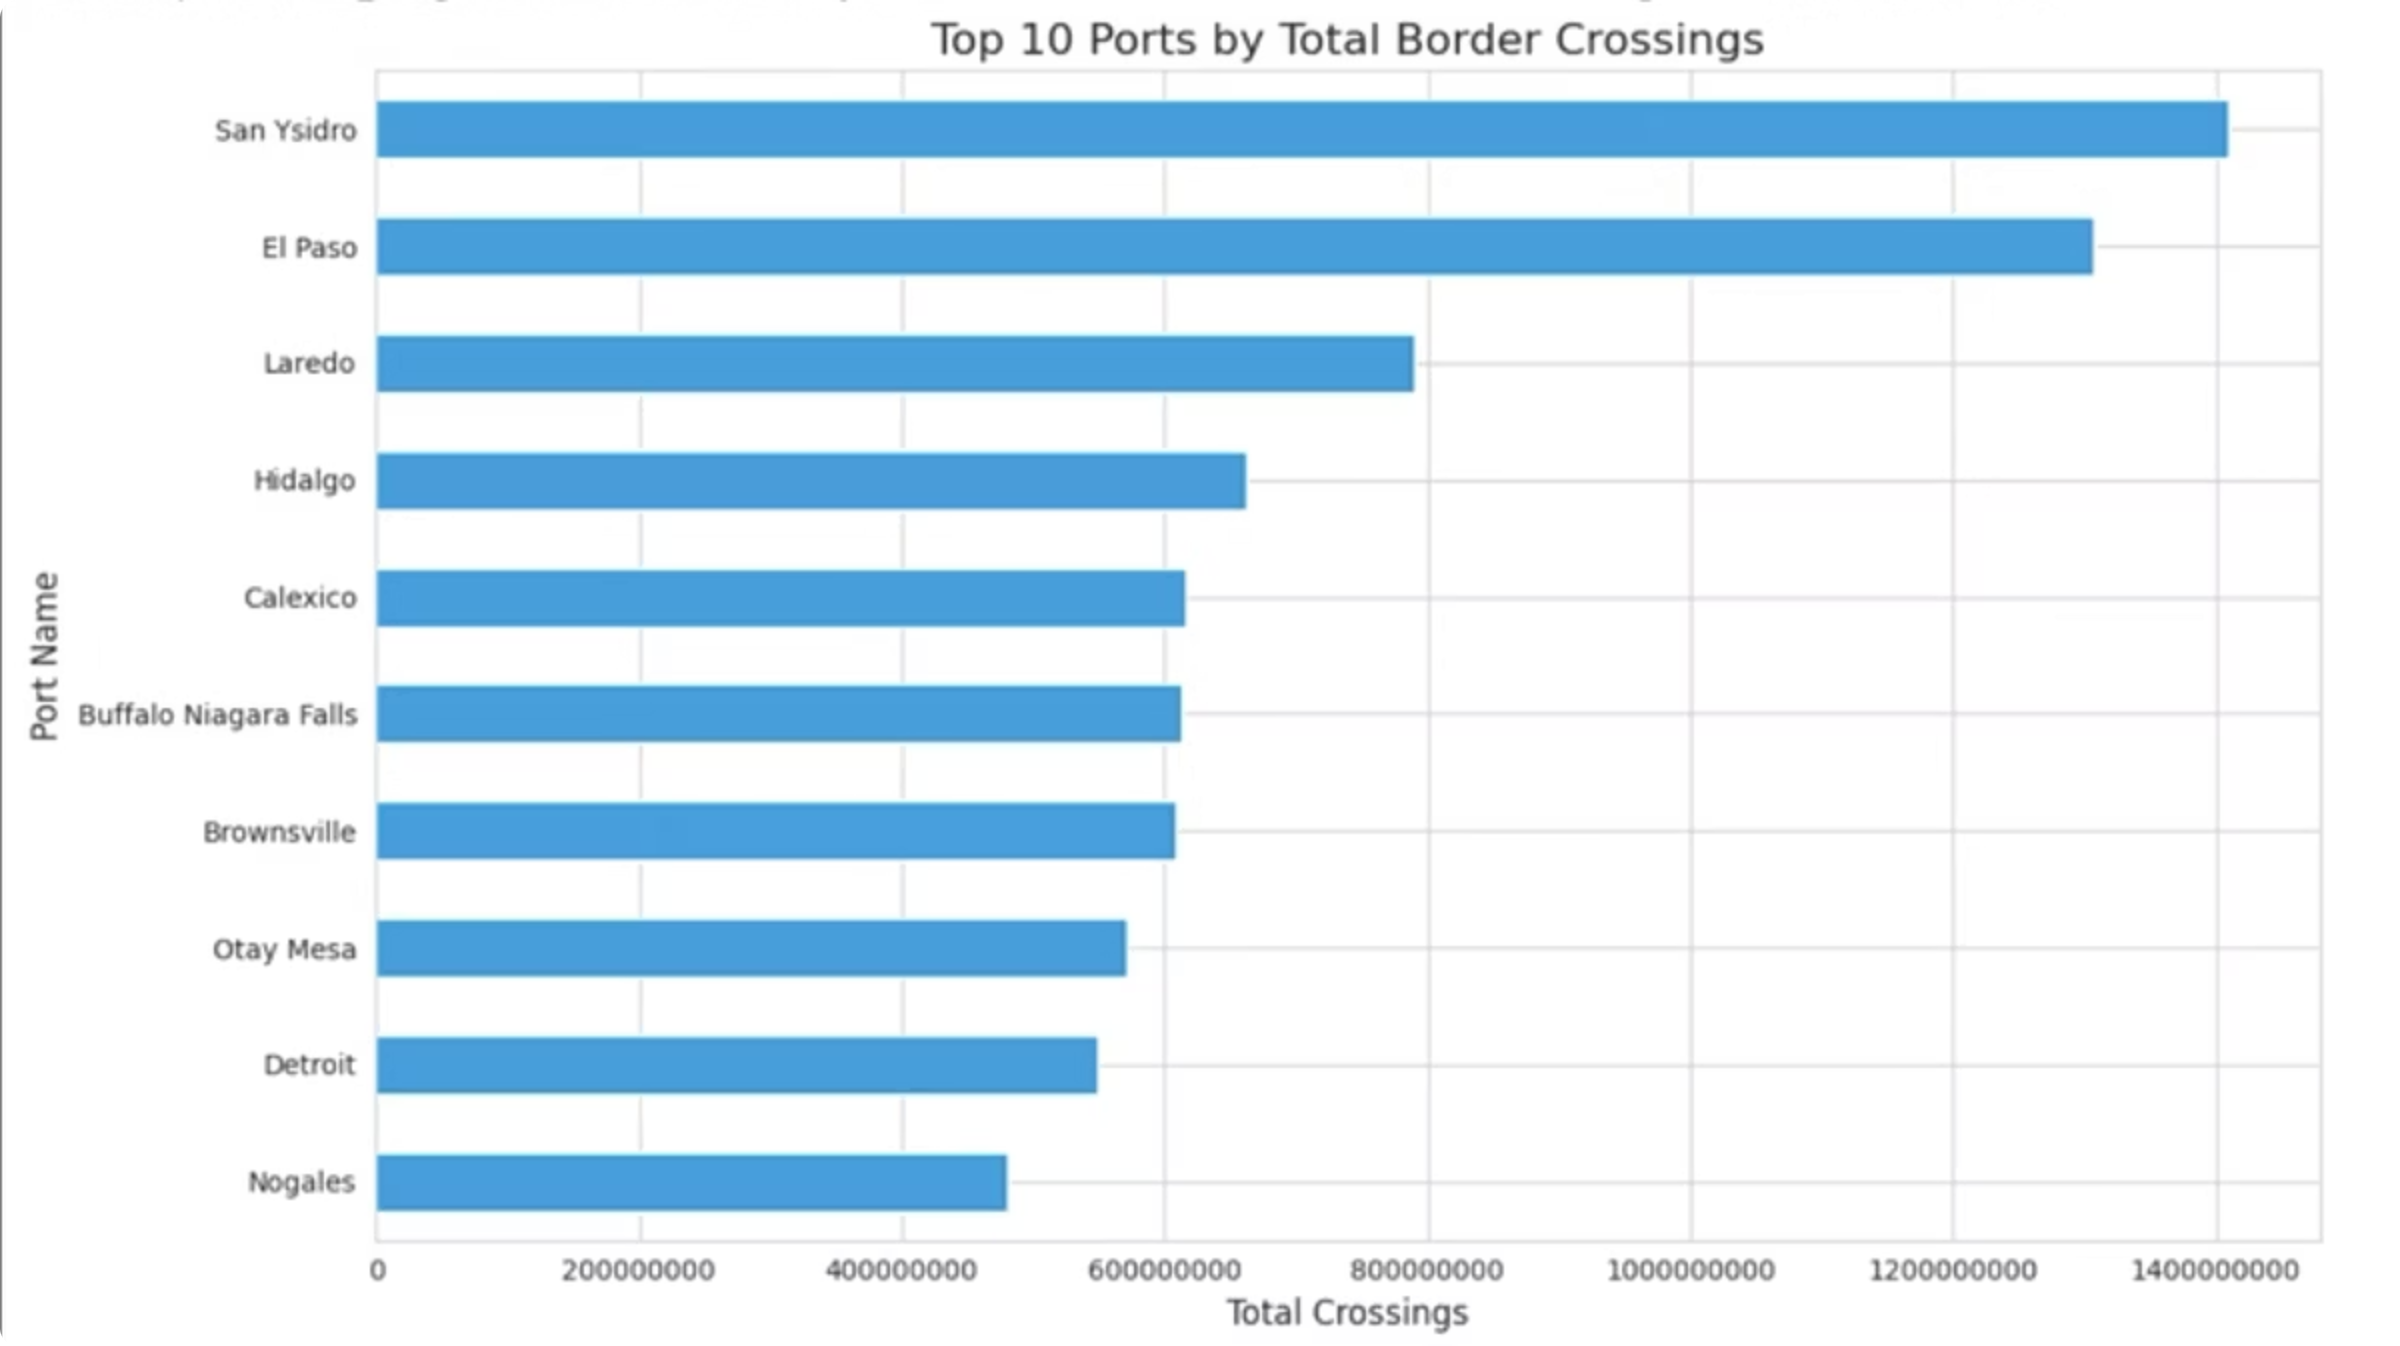 Top 10 Ports by Total Border Crossings
San Ysidro
El Paso
Laredo
Hidalgo
Calexico
Buffalo Niagara Falls
Brownsville
Otay Mesa
Detroit
Nogales
Port Name
0 200000000 400000000 600000000 800000000 1000000000 1200000000 1400000000
Total Crossings